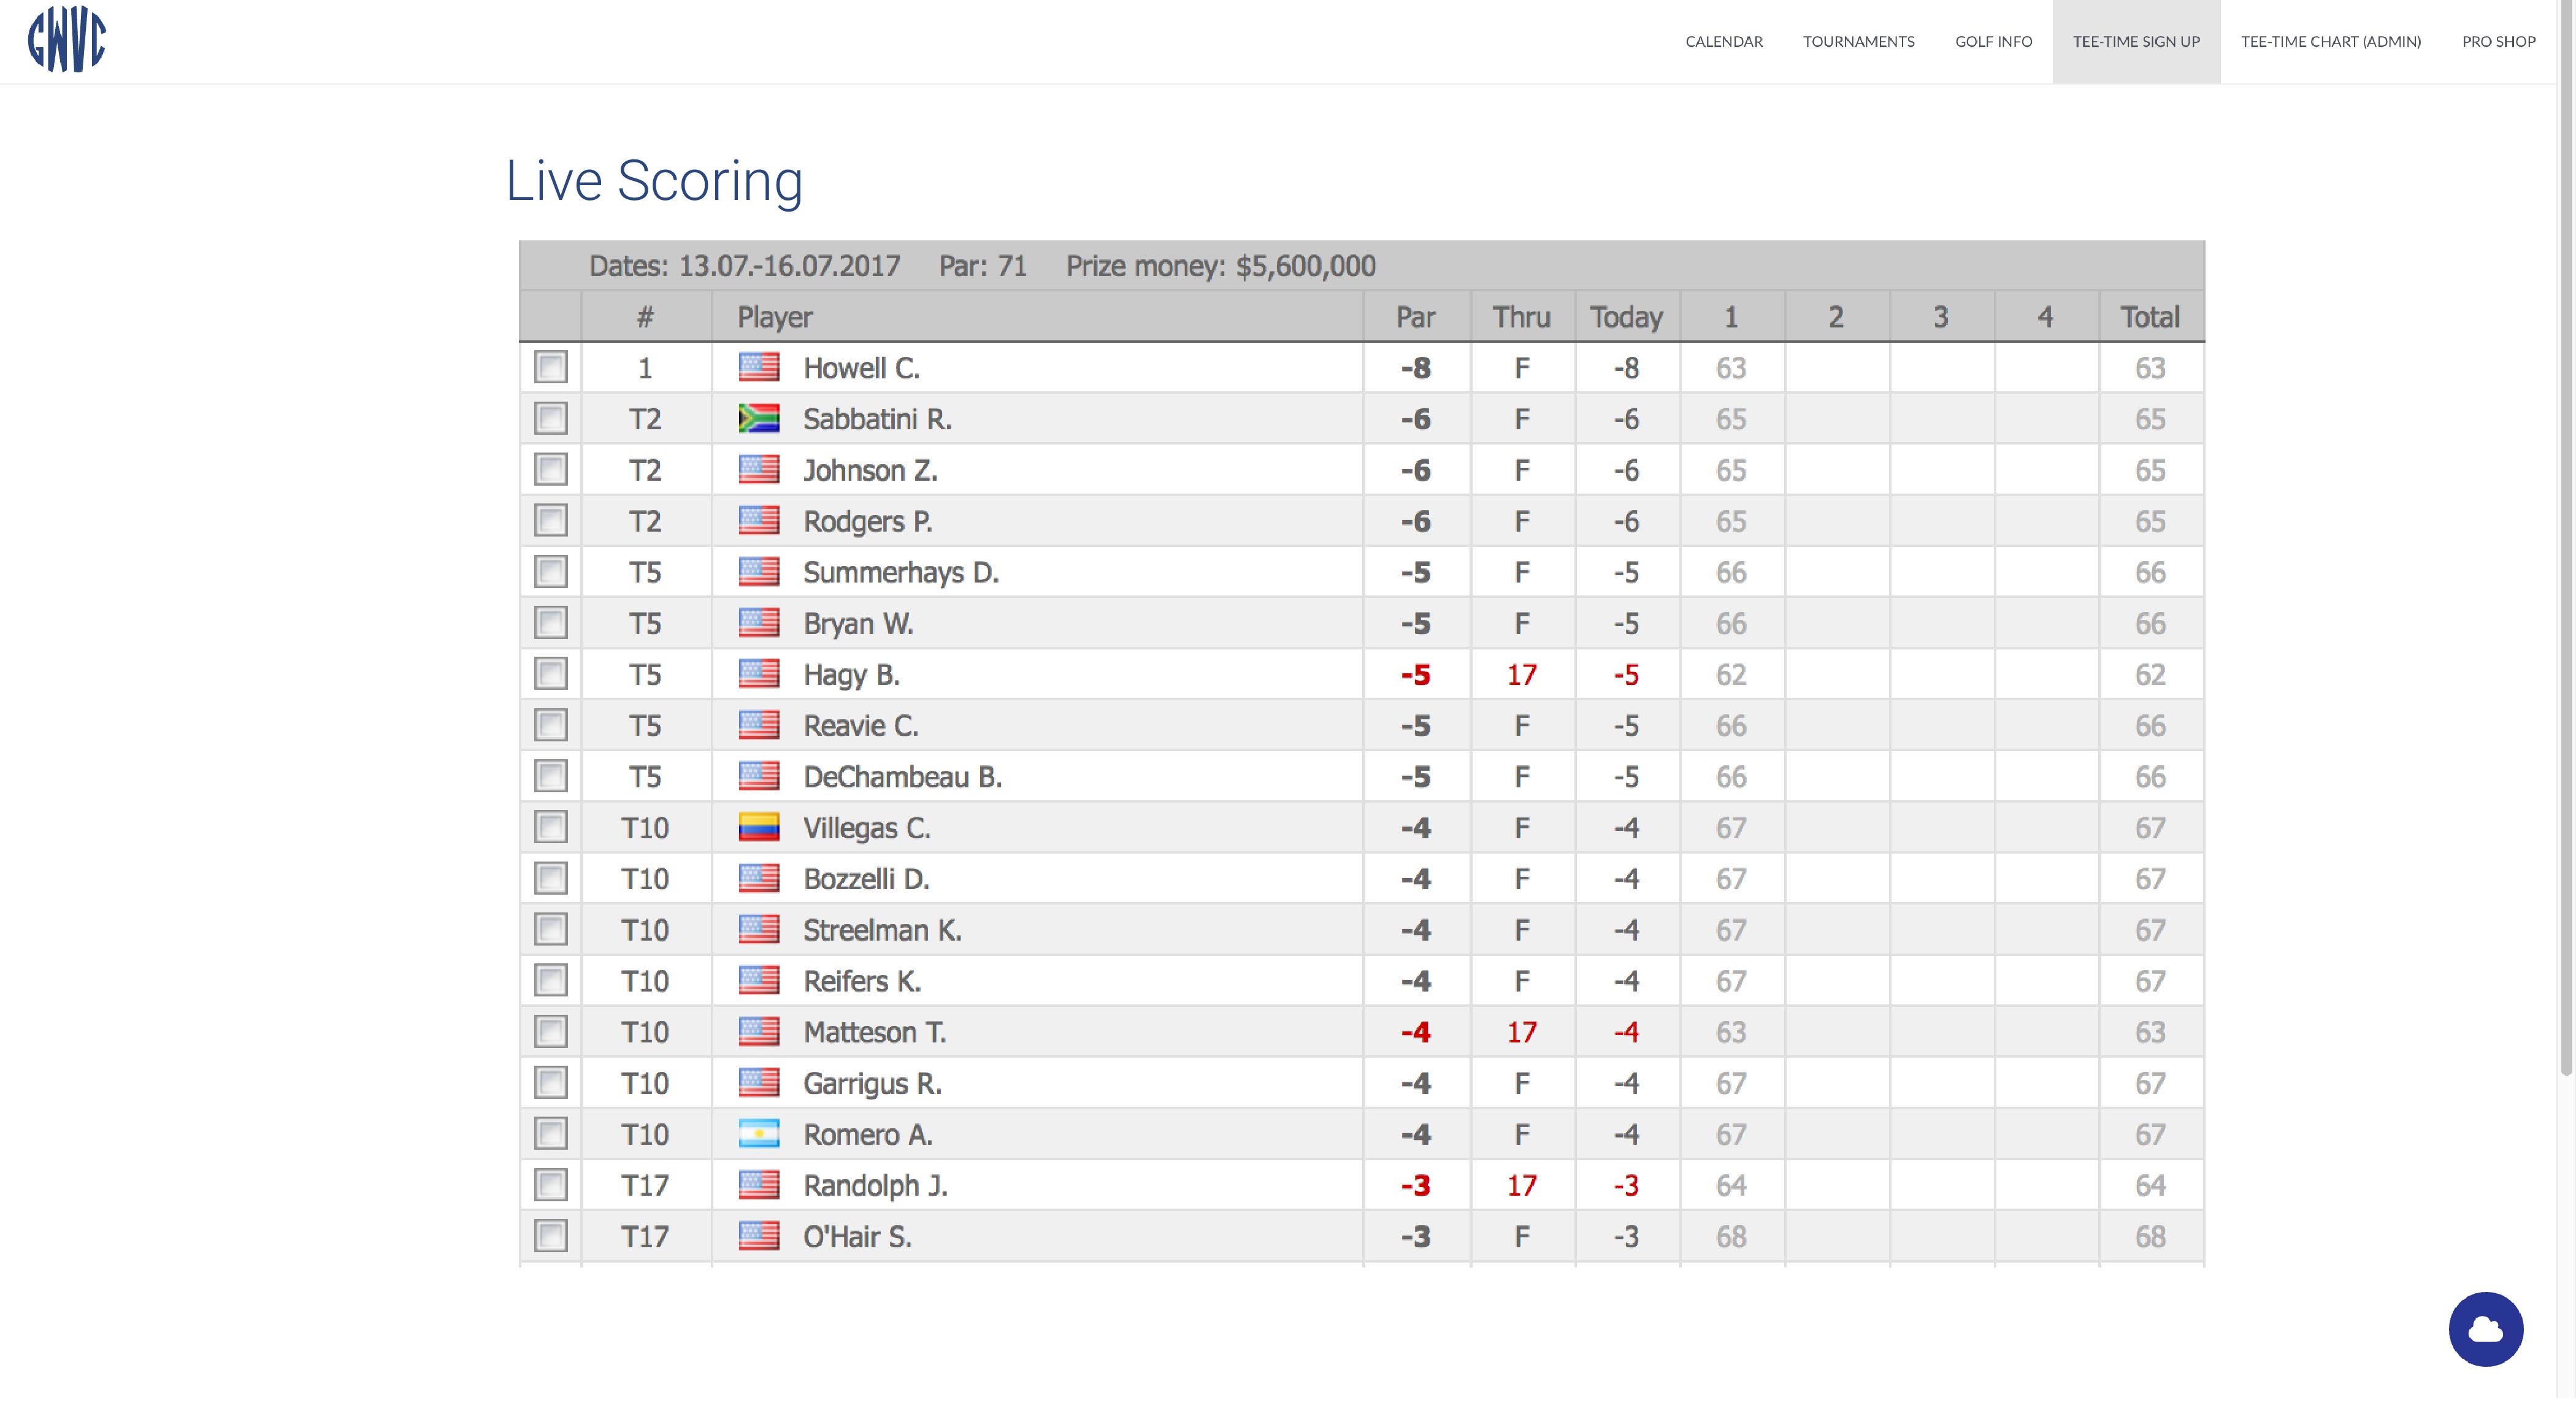 GWVC
CALENDAR TOURNAMENTS GOLF INFO TEE-TIME SIGN UP TEE-TIME CHART (ADMIN) PRO SHOP
Live Scoring
Dates: 13.07.-16.07.2017 Par: 71 Prize money: $5,600,000
# Player Par Thru Today 1 2 3 4 Total
1 Howell C. -8 F -8 63 63
T2 Sabbatini R. -6 F -6 65 65
T2 Johnson Z. -6 F -6 65 65
T2 Rodgers P. -6 F -6 65 65
T5 Summerhays D. -5 F -5 66 66
T5 Bryan W. -5 F -5 66 66
T5 Hagy B. -5 17 -5 62 62
T5 Reavie C. -5 F -5 66 66
T5 DeChambeau B. -5 F -5 66 66
T10 Villegas C. -4 F -4 67 67
T10 Bozzelli D. -4 F -4 67 67
T10 Streelman K. -4 F -4 67 67
T10 Reifers K. -4 F -4 67 67
T10 Matteson T. -4 17 -4 63 63
T10 Garrigus R. -4 F -4 67 67
T10 Romero A. -4 F -4 67 67
T17 Randolph J. -3 17 -3 64 64
T17 O'Hair S. -3 F -3 68 68